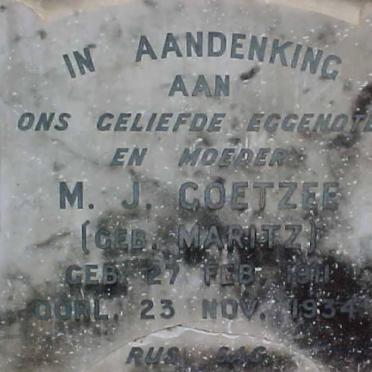 IN AANDENKING
AAN
ONS GELIEFDE EGGENOTE
EN MOEDER
M. J. COETZEE
(GEB. MARITZ)
GEB. 27 FEB. 1911
OORL. 23 NOV. 1934
RUS SAG